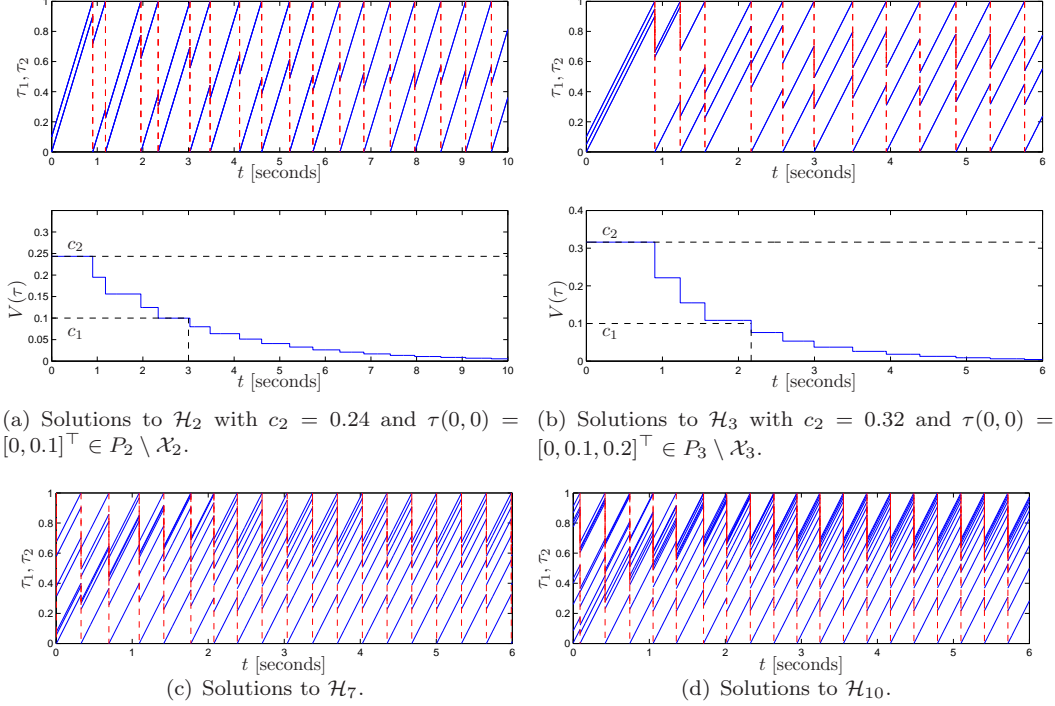 1
0.8
0.6
0.4
0.2
0
τ₁, τ₂
0 1 2 3 4 5 6 7 8 9 10
t [seconds]
1
0.8
0.6
0.4
0.2
0
τ₁, τ₂
0 1 2 3 4 5 6
t [seconds]
0.25
0.2
0.15
0.1
0.05
0
V(τ)
c₂
c₁
0 1 2 3 4 5 6 7 8 9 10
t [seconds]
0.4
0.3
0.2
0.1
0
V(τ)
c₂
c₁
0 1 2 3 4 5 6
t [seconds]
(a) Solutions to ℋ₂ with c₂ = 0.24 and τ(0, 0) =
[0, 0.1]⊤ ∈ P₂ \ 𝒳₂.
(b) Solutions to ℋ₃ with c₂ = 0.32 and τ(0, 0) =
[0, 0.1, 0.2]⊤ ∈ P₃ \ 𝒳₃.
1
0.8
0.6
0.4
0.2
0
τ₁, τ₂
0 1 2 3 4 5 6
t [seconds]
(c) Solutions to ℋ₇.
1
0.8
0.6
0.4
0.2
0
τ₁, τ₂
0 1 2 3 4 5 6
t [seconds]
(d) Solutions to ℋ₁₀.